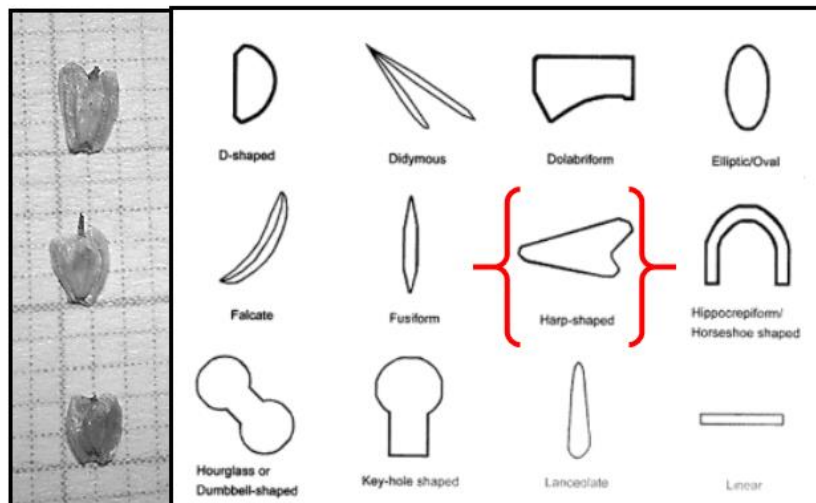 D-shaped
Didymous
Dolabriform
Elliptic/Oval
Falcate
Fusiform
Harp-shaped
Hippocrepiform/
Horseshoe shaped
Hourglass or
Dumbbell-shaped
Key-hole shaped
Lanceolate
Linear